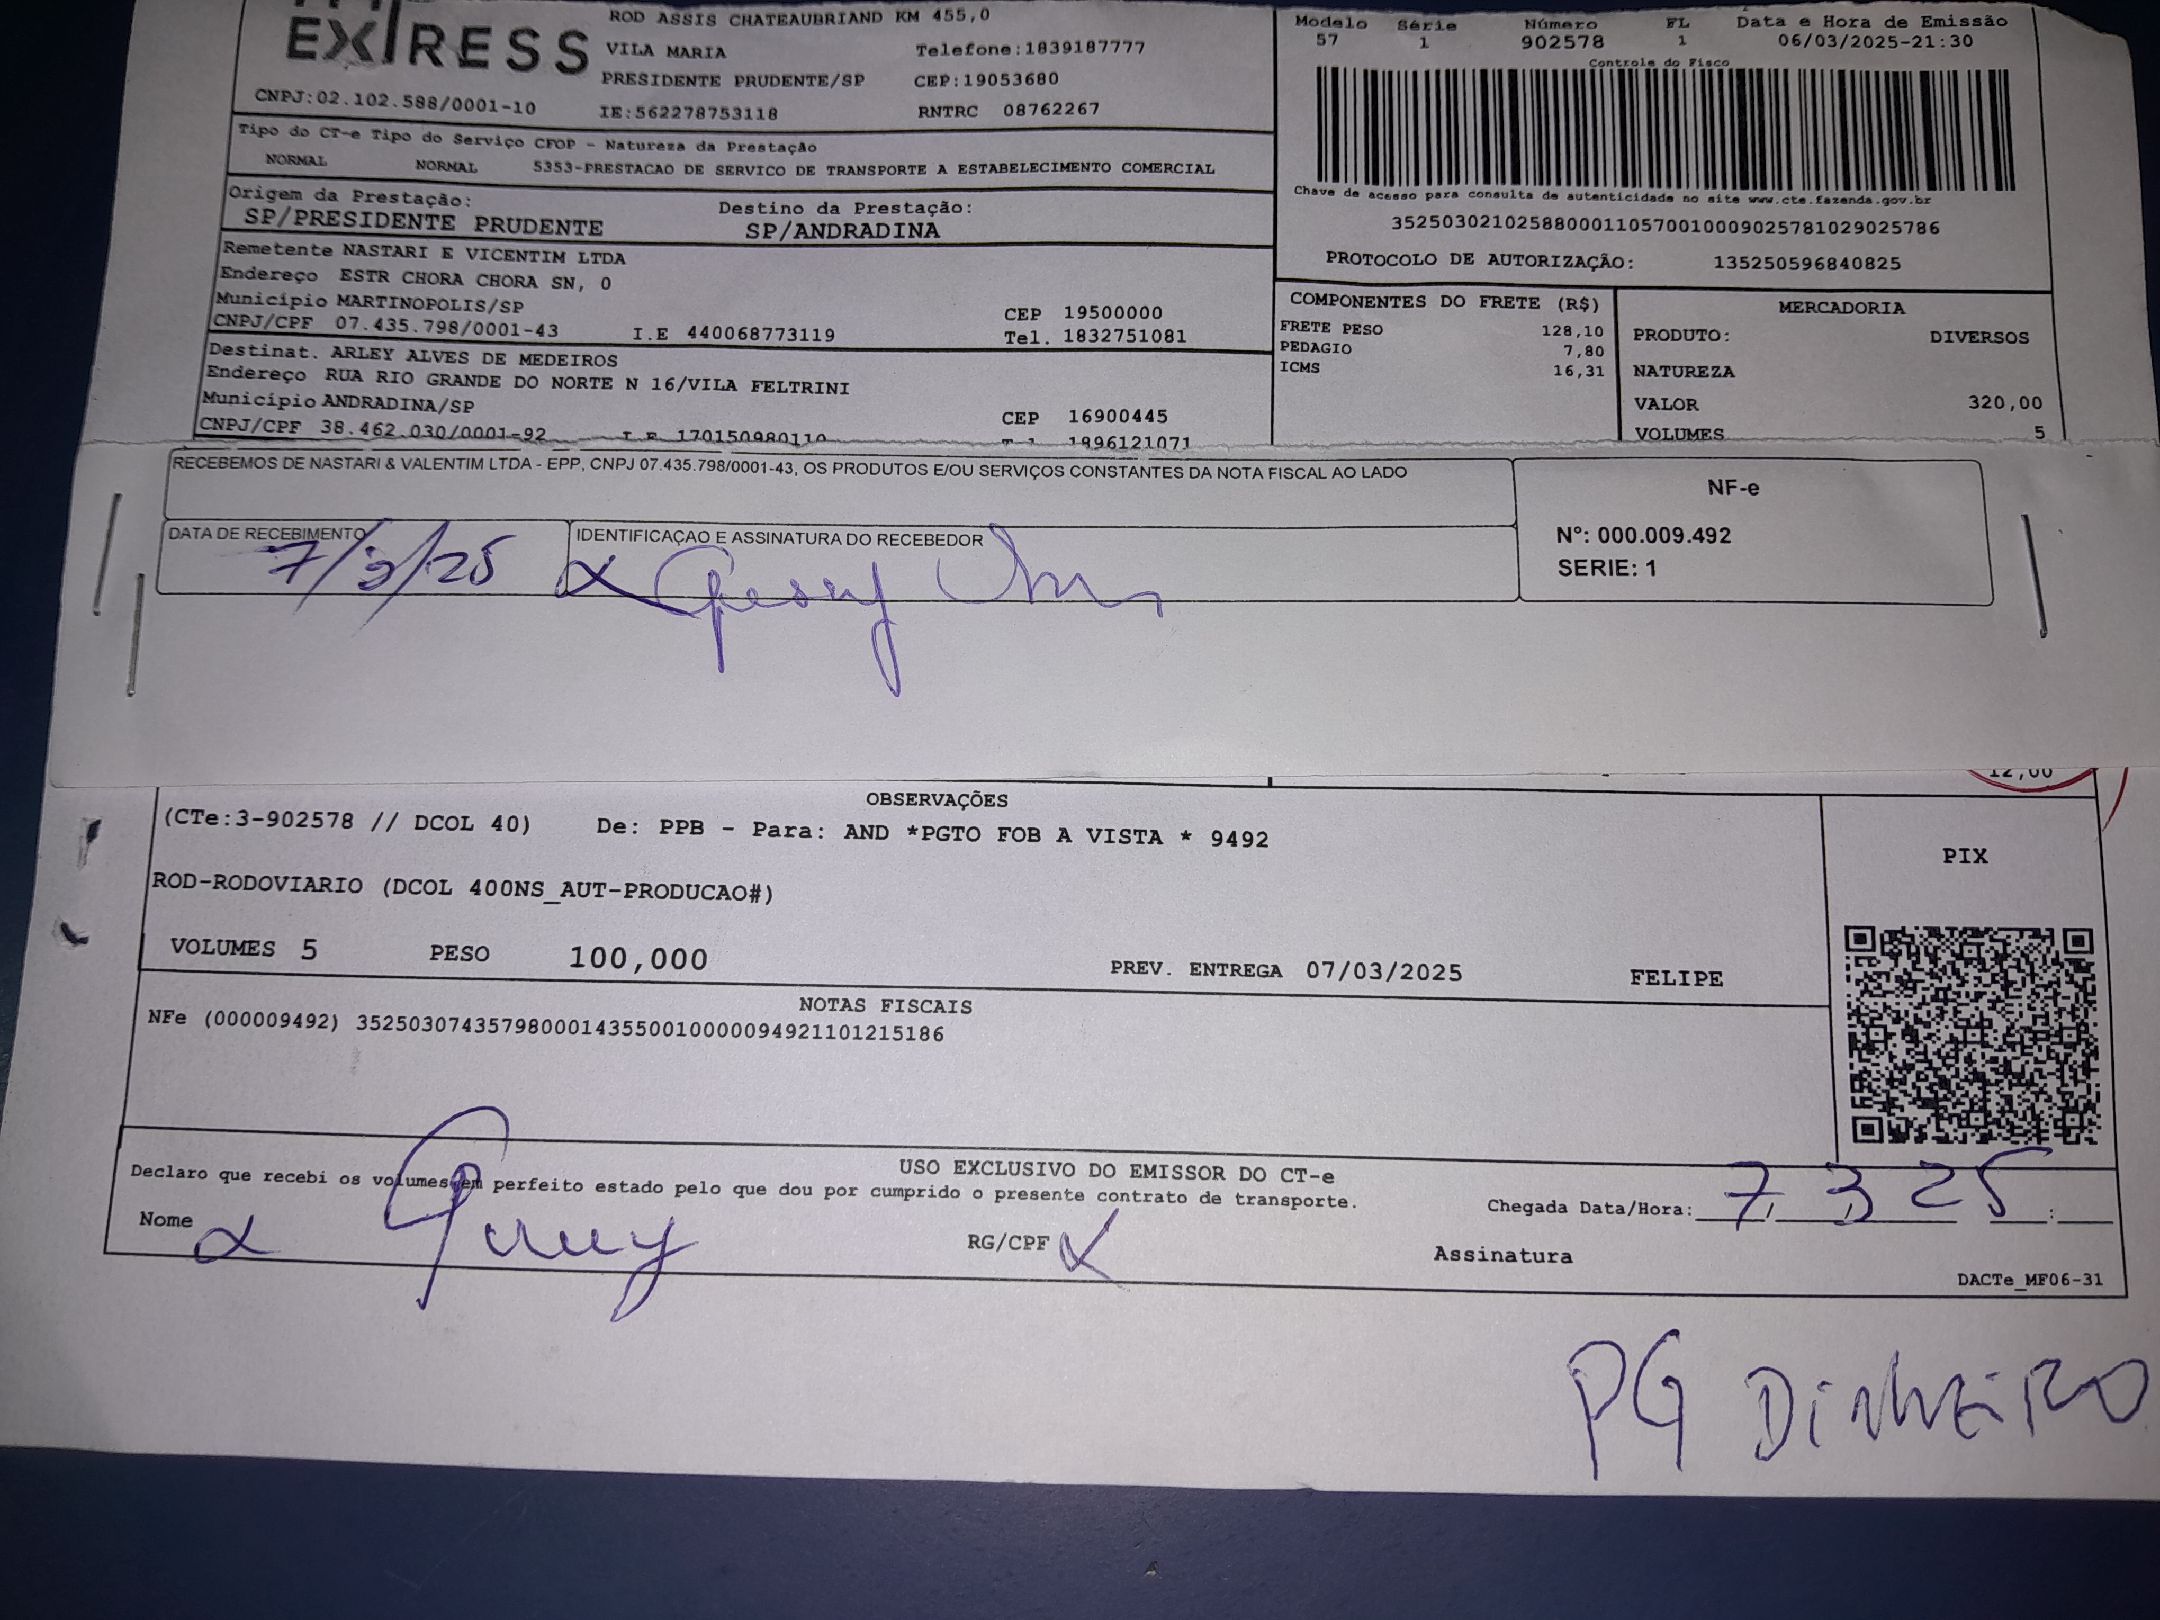 EXPRESS
ROD ASSIS CHATEAUBRIAND KM 455,0
VILA MARIA Telefone:1839187777
PRESIDENTE PRUDENTE/SP CEP:19053680
CNPJ:02.102.588/0001-10 IE:562278753118 RNTRC 08762267
Modelo Série Número FL Data e Hora de Emissão
57 1 902578 1 06/03/2025-21:30
Controle do Fisco
Chave de acesso para consulta de autenticidade no site www.cte.fazenda.gov.br
35250302102588000110570010009025781029025786
PROTOCOLO DE AUTORIZAÇÃO: 135250596840825
Tipo do CT-e Tipo do Serviço CFOP - Natureza da Prestação
NORMAL NORMAL 5353-PRESTACAO DE SERVICO DE TRANSPORTE A ESTABELECIMENTO COMERCIAL
Origem da Prestação: Destino da Prestação:
SP/PRESIDENTE PRUDENTE SP/ANDRADINA
Remetente NASTARI E VICENTIM LTDA
Endereço ESTR CHORA CHORA SN, 0
Município MARTINOPOLIS/SP CEP 19500000
CNPJ/CPF 07.435.798/0001-43 I.E 440068773119 Tel. 1832751081
Destinat. ARLEY ALVES DE MEDEIROS
Endereço RUA RIO GRANDE DO NORTE N 16/VILA FELTRINI
Município ANDRADINA/SP CEP 16900445
CNPJ/CPF 38.462.030/0001-92 I.E 170150980110 1896121071
COMPONENTES DO FRETE (R$)
FRETE PESO 128,10
PEDAGIO 7,80
ICMS 16,31
MERCADORIA
PRODUTO: DIVERSOS
NATUREZA
VALOR 320,00
VOLUMES 5
RECEBEMOS DE NASTARI & VALENTIM LTDA - EPP, CNPJ 07.435.798/0001-43, OS PRODUTOS E/OU SERVIÇOS CONSTANTES DA NOTA FISCAL AO LADO
DATA DE RECEBIMENTO IDENTIFICAÇAO E ASSINATURA DO RECEBEDOR
7/3/25
NF-e
Nº: 000.009.492
SERIE: 1
12,00
OBSERVAÇÕES
(CTe:3-902578 // DCOL 40) De: PPB - Para: AND *PGTO FOB A VISTA * 9492
ROD-RODOVIARIO (DCOL 400NS_AUT-PRODUCAO#)
VOLUMES 5 PESO 100,000 PREV. ENTREGA 07/03/2025 FELIPE
PIX
NOTAS FISCAIS
NFe (000009492) 35250307435798000143550010000094921101215186
USO EXCLUSIVO DO EMISSOR DO CT-e
Declaro que recebi os volumes em perfeito estado pelo que dou por cumprido o presente contrato de transporte.
Chegada Data/Hora: 7/3/25 :
Nome RG/CPF Assinatura
DACTe_MF06-31
PG DiNHEiRO